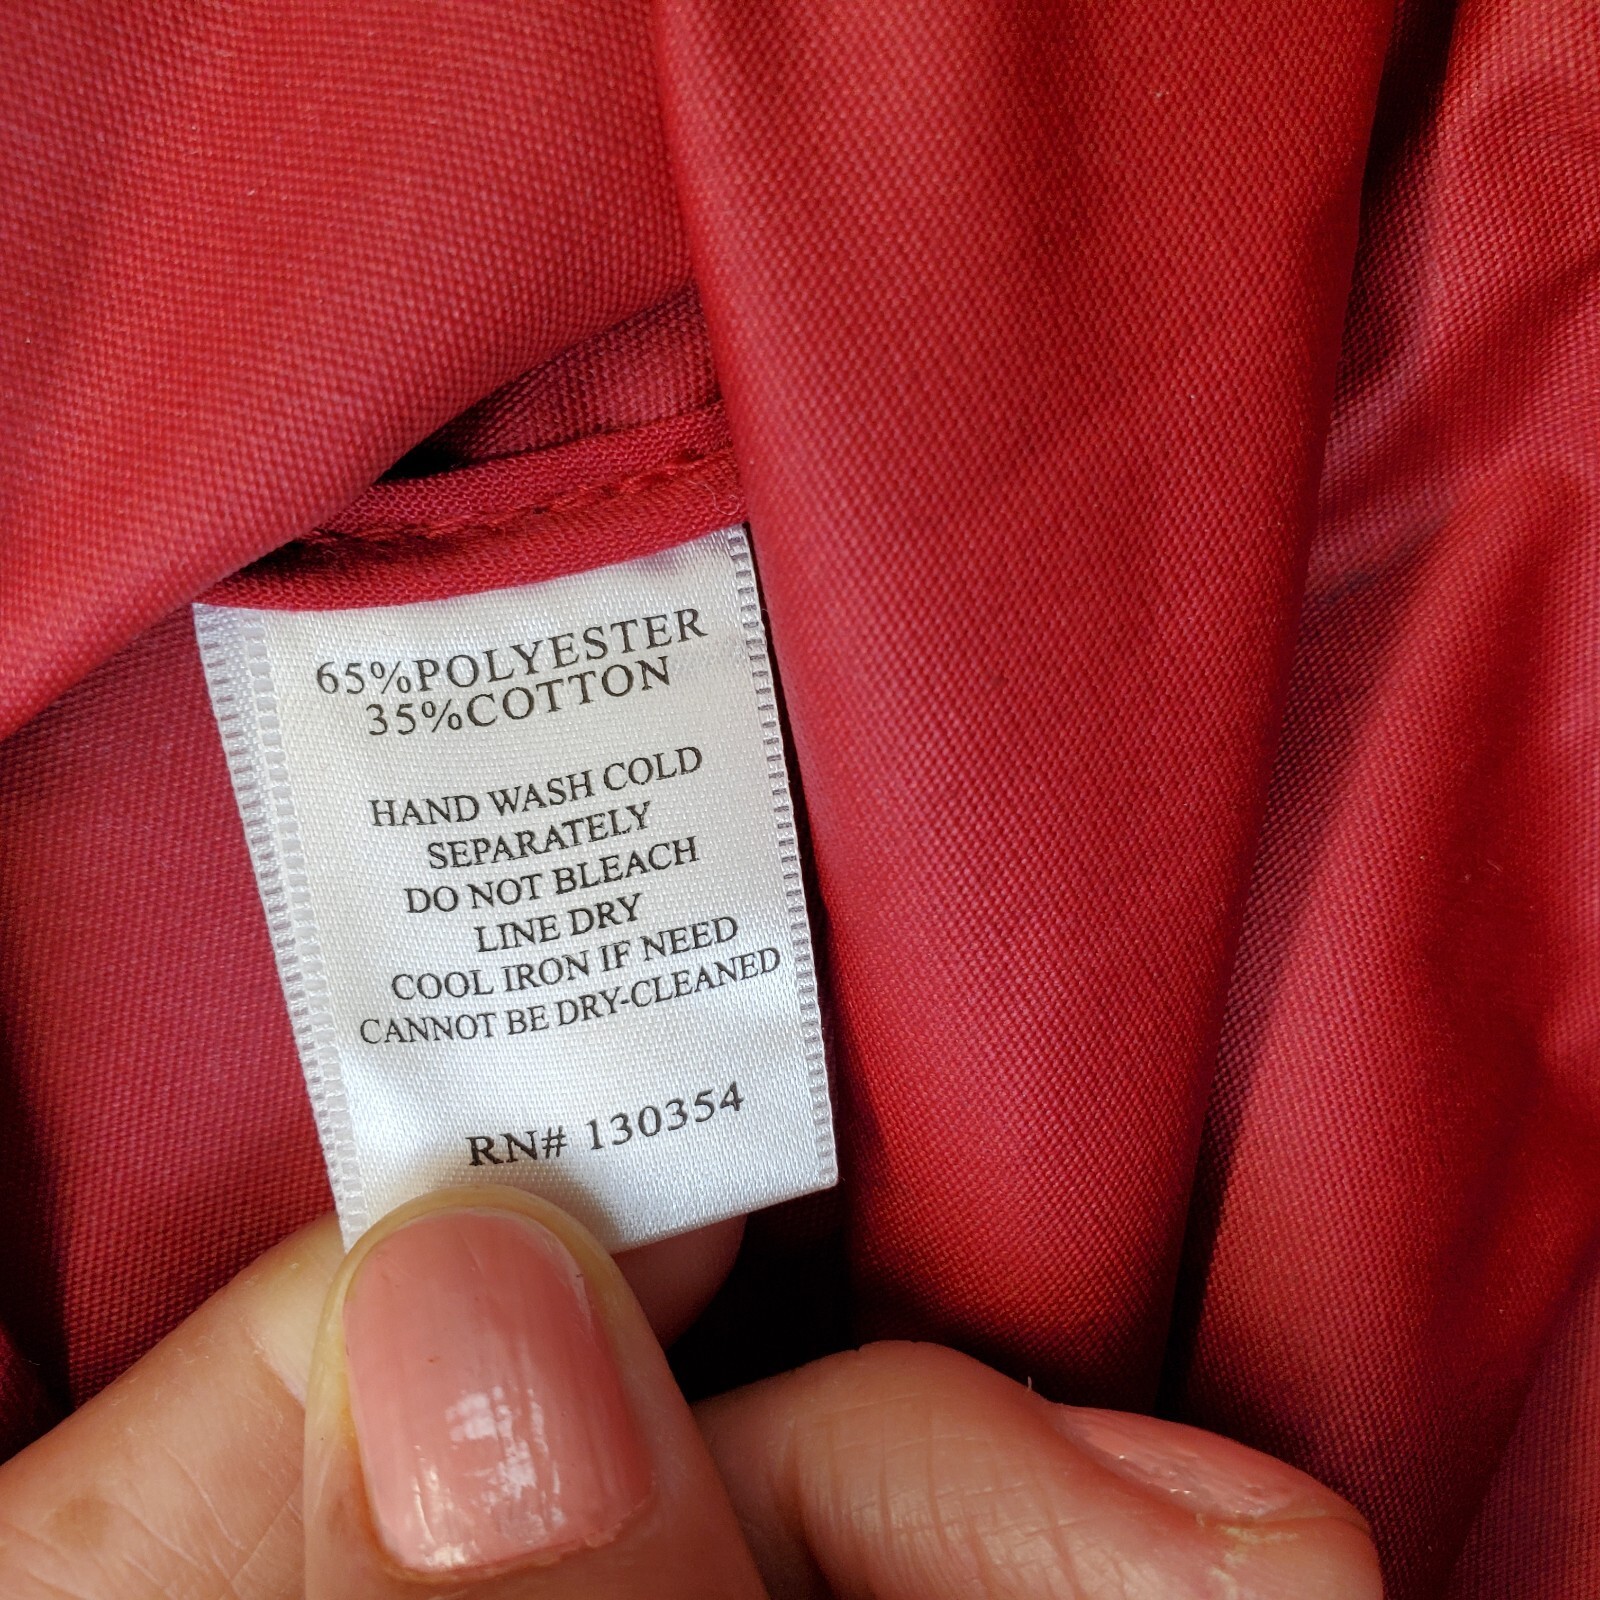 65%POLYESTER
35%COTTON
HAND WASH COLD
SEPARATELY
DO NOT BLEACH
LINE DRY
COOL IRON IF NEED
CANNOT BE DRY-CLEANED
RN# 130354